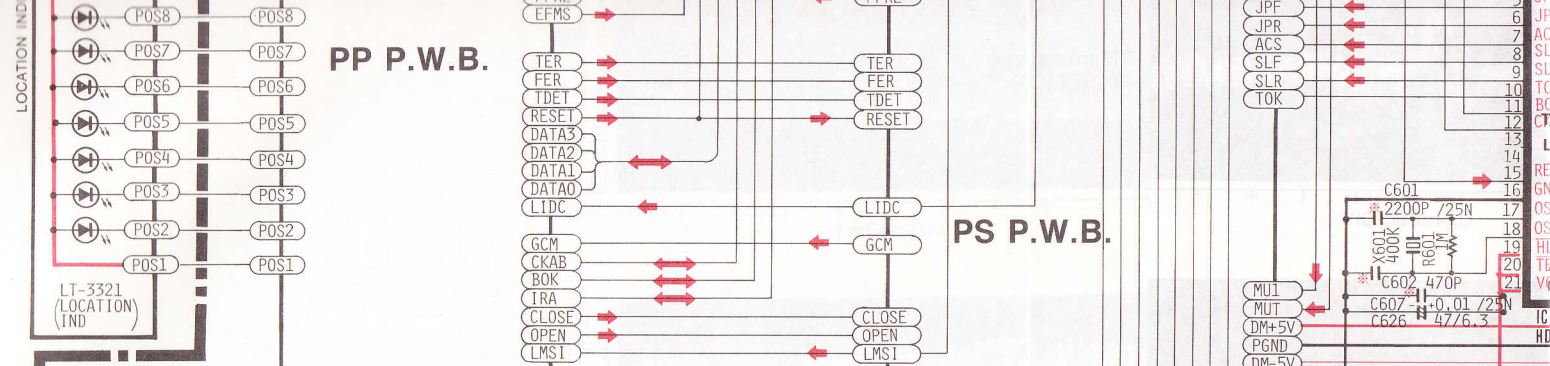 LOCATION
POS8
POS7
POS6
POS5
POS4
POS3
POS2
POS1
LT-3321
(LOCATION)
IND
POS8
POS7
POS6
POS5
POS4
POS3
POS2
POS1
PP P.W.B.
EFMS
TER
FER
TDET
RESET
DATA3
DATA2
DATA1
DATA0
LIDC
GCM
CKAB
BOK
IRA
CLOSE
OPEN
LMSI
TER
FER
TDET
RESET
LIDC
GCM
CLOSE
OPEN
LMSI
PS P.W.B.
JPF
JPR
ACS
SLF
SLR
TOK
MU1
MUT
DM+5V
PGND
DM-5V
C601
※ 2200P /25N
X601
400K
R601
1M
※ C602 470P
※
C607 +0.01 /25N
C626 47/6.3
6
7
8
9
10
11
12
13
14
15
16
17
18
19
20
21
IC